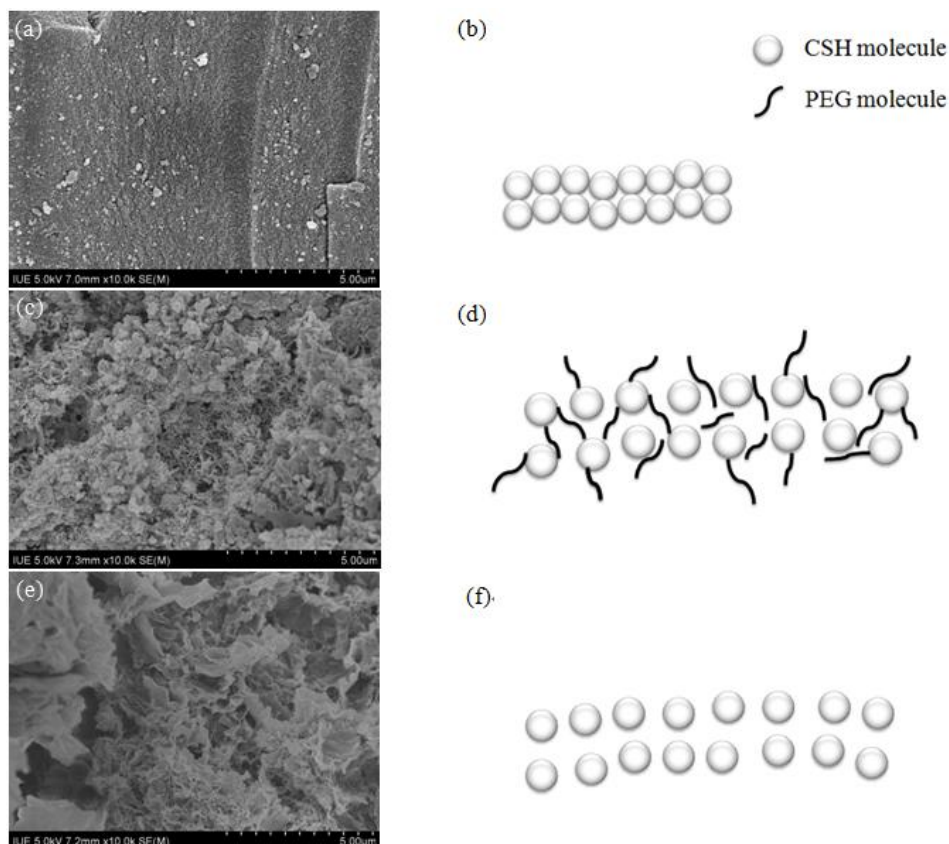 (a)
(b)
CSH molecule
PEG molecule
IUE 5.0kV 7.0mm x10.0k SE(M) 5.00um
(c)
(d)
IUE 5.0kV 7.3mm x10.0k SE(M) 5.00um
(e)
(f)
IUE 5.0kV 7.2mm x10.0k SE(M) 5.00um